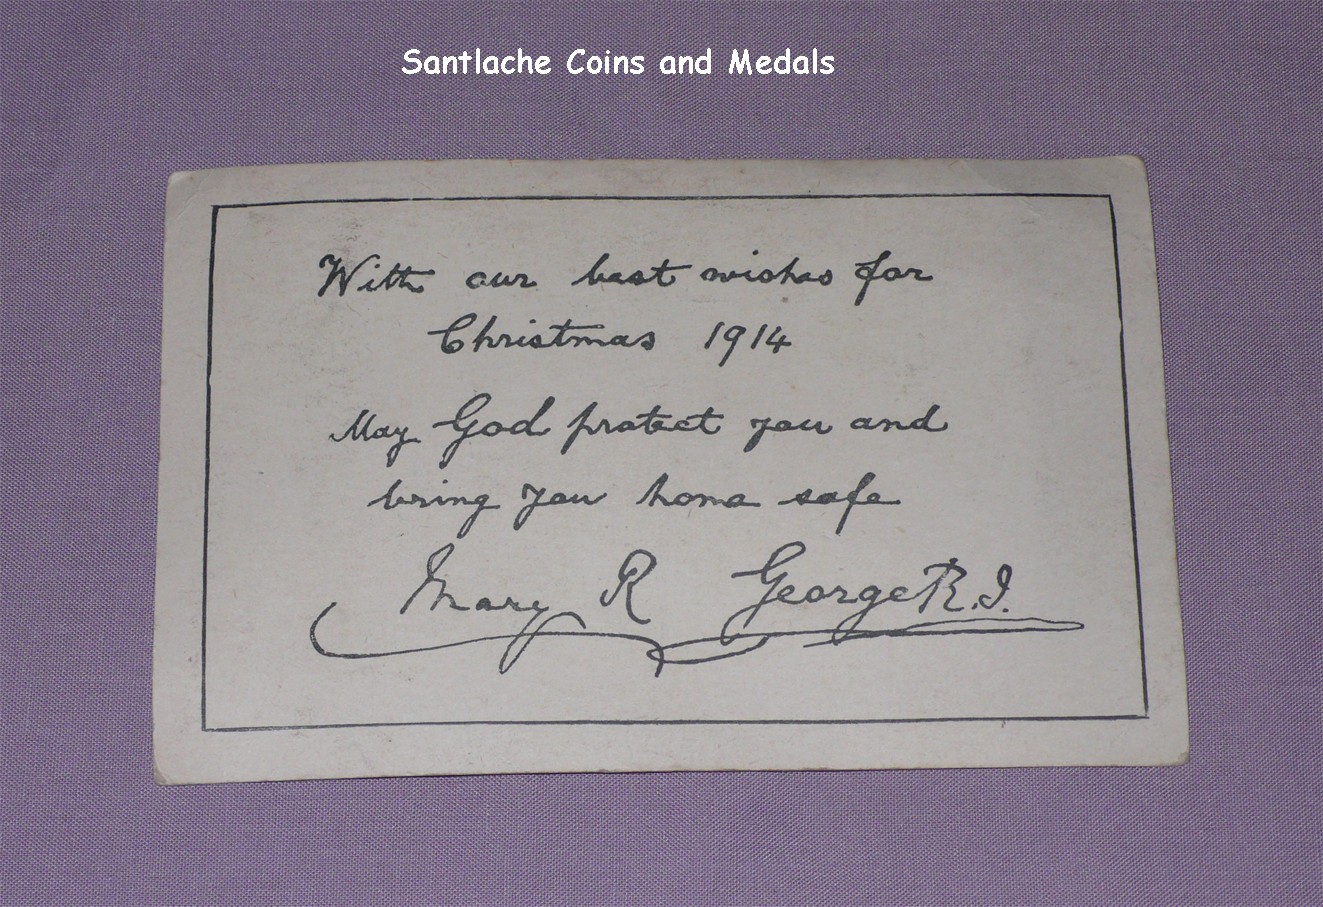 Santlache Coins and Medals
With our best wishes for
Christmas 1914
May God protect you and
bring you home safe
Mary R George R.I.